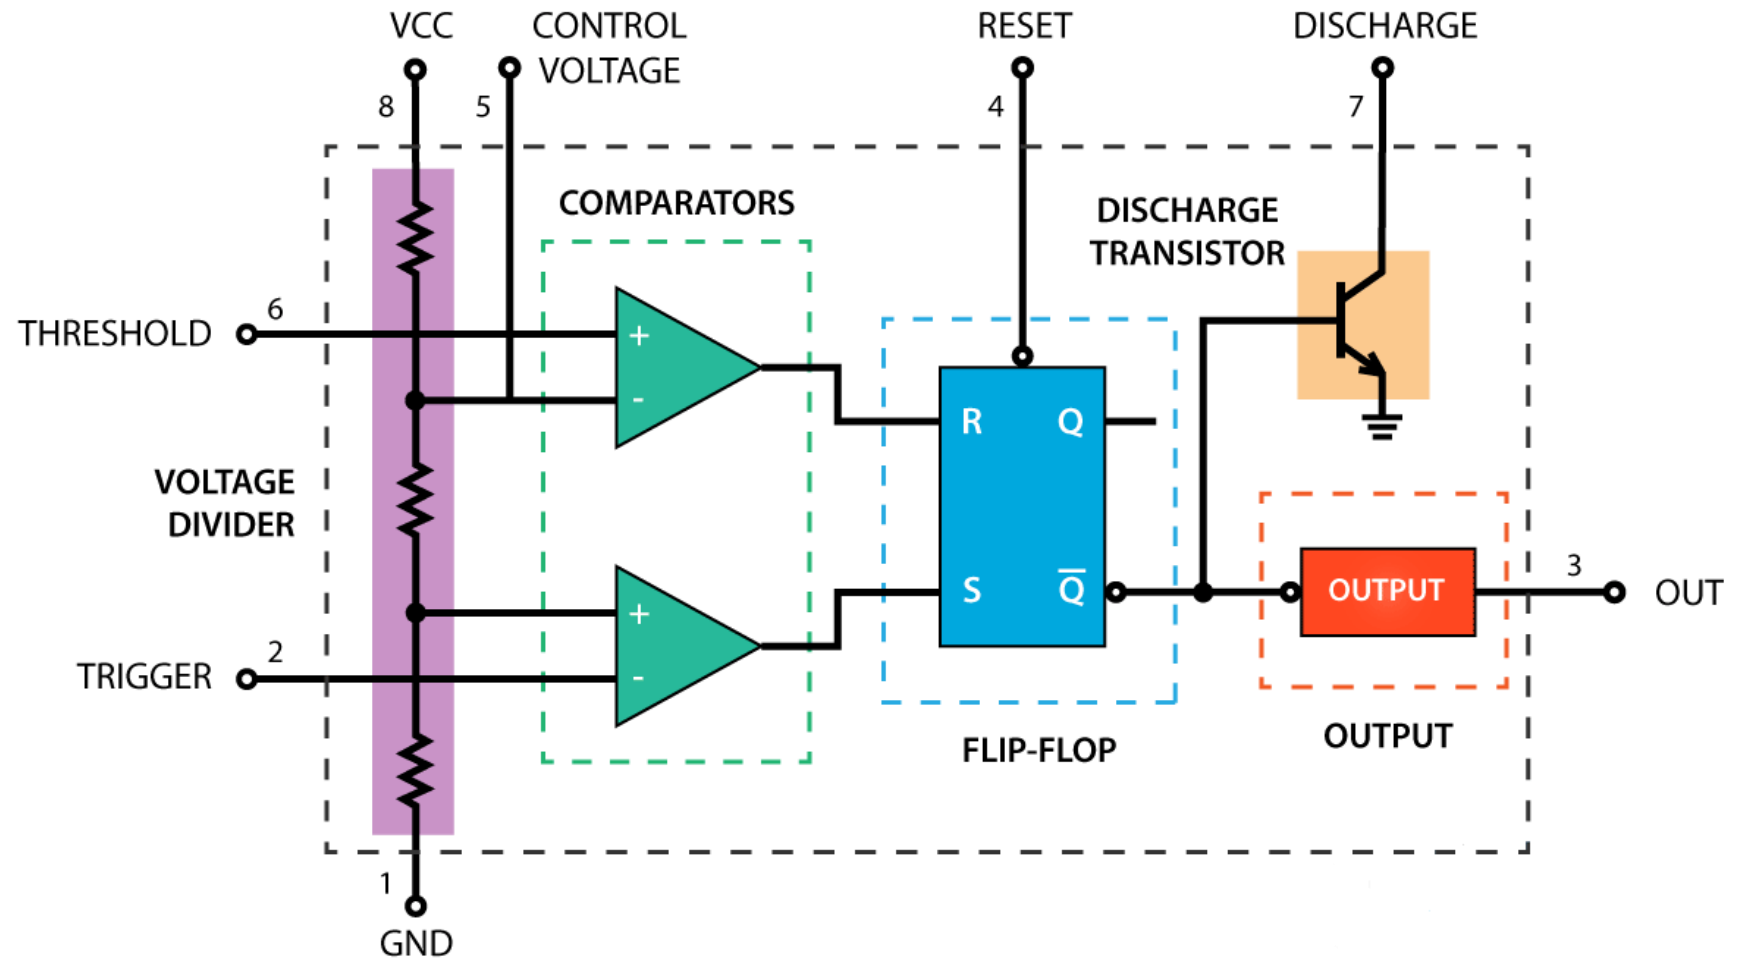 VCC
CONTROL
VOLTAGE
RESET
DISCHARGE
8
5
4
7
COMPARATORS
DISCHARGE
TRANSISTOR
THRESHOLD
6
+
-
R
Q
VOLTAGE
DIVIDER
S
Q̅
OUTPUT
3
OUT
+
-
TRIGGER
2
FLIP-FLOP
OUTPUT
1
GND